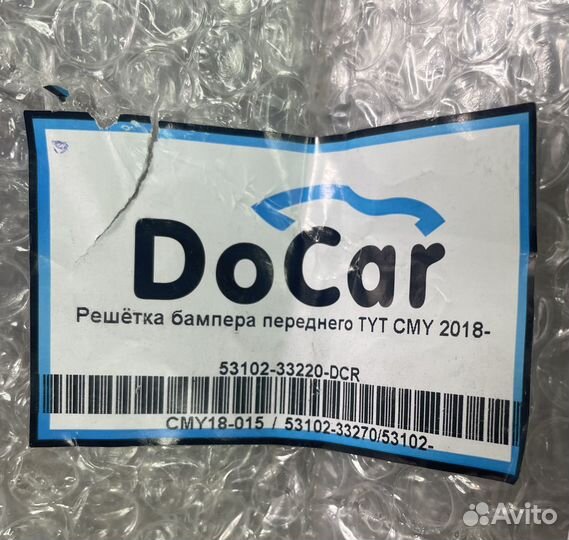 DoCar
Решётка бампера переднего TYT CMY 2018-
53102-33220-DCR
CMY18-015 / 53102-33270/53102-
Avito